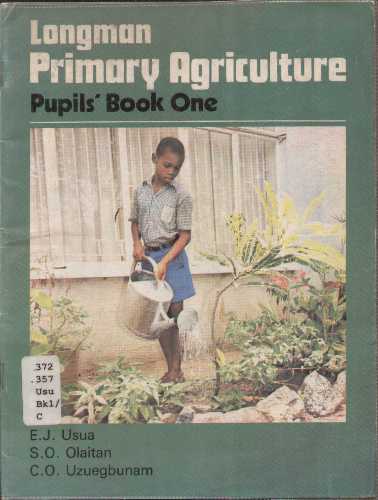 Longman
Primary Agriculture
Pupils' Book One
.372
.357
Usu
Bk1/
C
E.J. Usua
S.O. Olaitan
C.O. Uzuegbunam